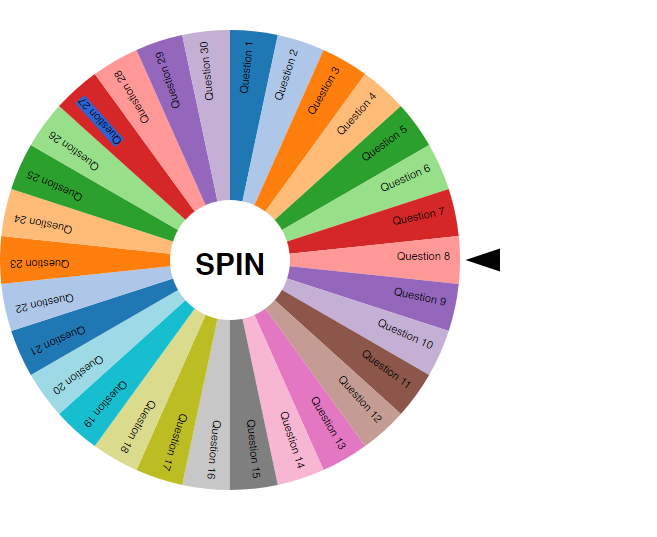 Question 1
Question 2
Question 3
Question 4
Question 5
Question 6
Question 7
Question 8
Question 9
Question 10
Question 11
Question 12
Question 13
Question 14
Question 15
Question 16
Question 17
Question 18
Question 19
Question 20
Question 21
Question 22
Question 23
Question 24
Question 25
Question 26
Question 27
Question 28
Question 29
Question 30
SPIN